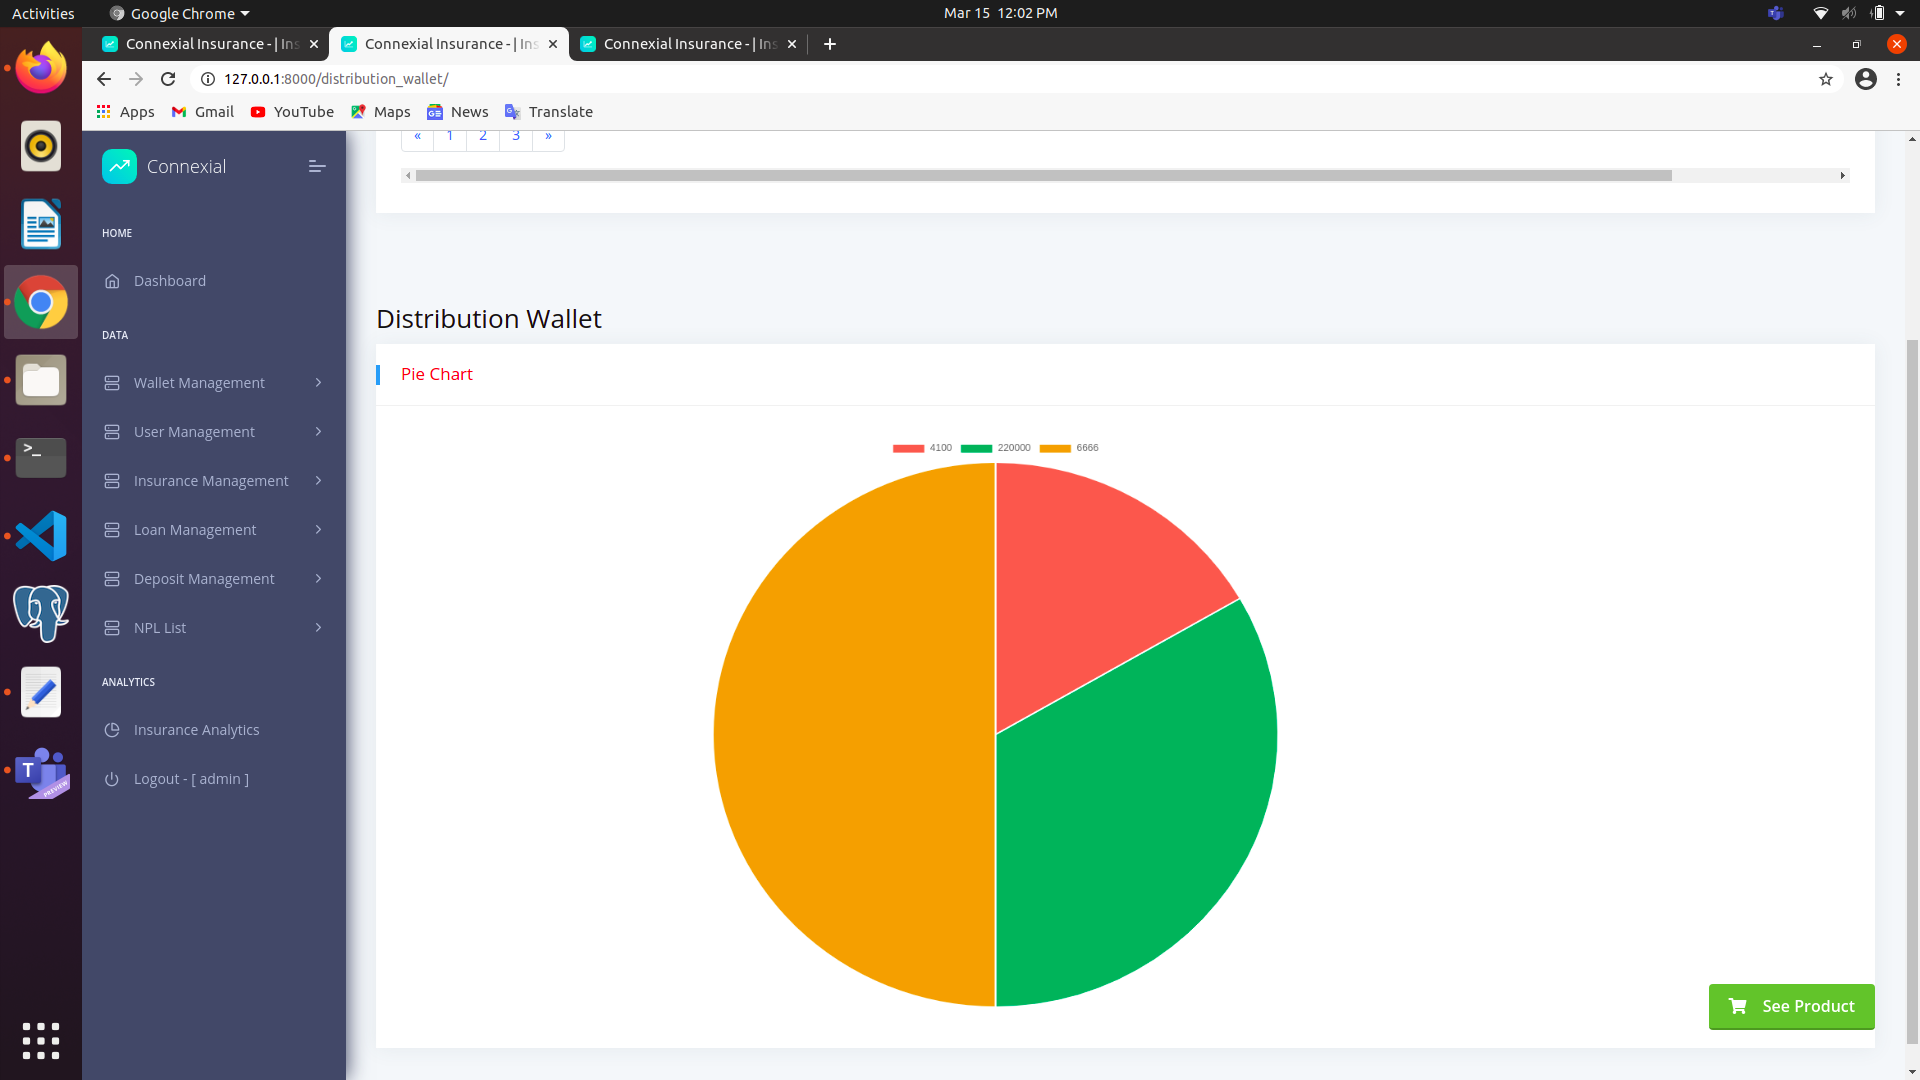 Activities
Google Chrome
Mar 15 12:02 PM
Connexial Insurance - | Ins
Connexial Insurance - | Ins
Connexial Insurance - | Ins
127.0.0.1:8000/distribution_wallet/
Apps
Gmail
YouTube
Maps
News
Translate
Connexial
HOME
Dashboard
DATA
Wallet Management
User Management
Insurance Management
Loan Management
Deposit Management
NPL List
ANALYTICS
Insurance Analytics
Logout - [ admin ]
« 1 2 3 »
Distribution Wallet
Pie Chart
4100 220000 6666
See Product
T
PREVIEW